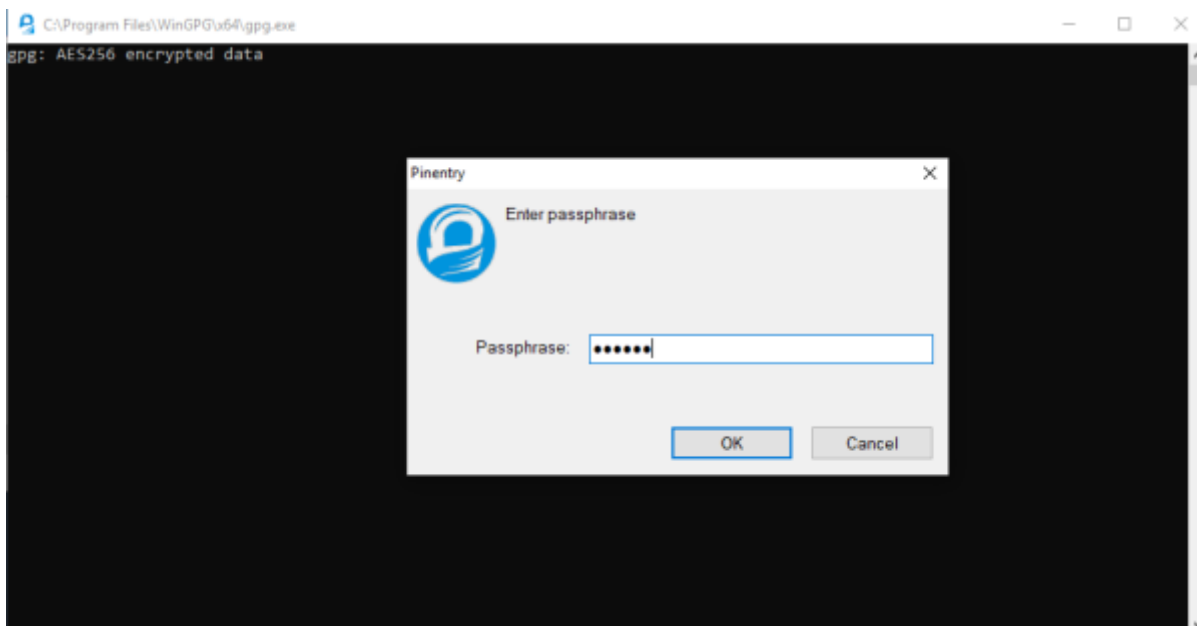 C:\Program Files\WinGPG\x64\gpg.exe
gpg: AES256 encrypted data
Pinentry
Enter passphrase
Passphrase: ●●●●●●
OK Cancel